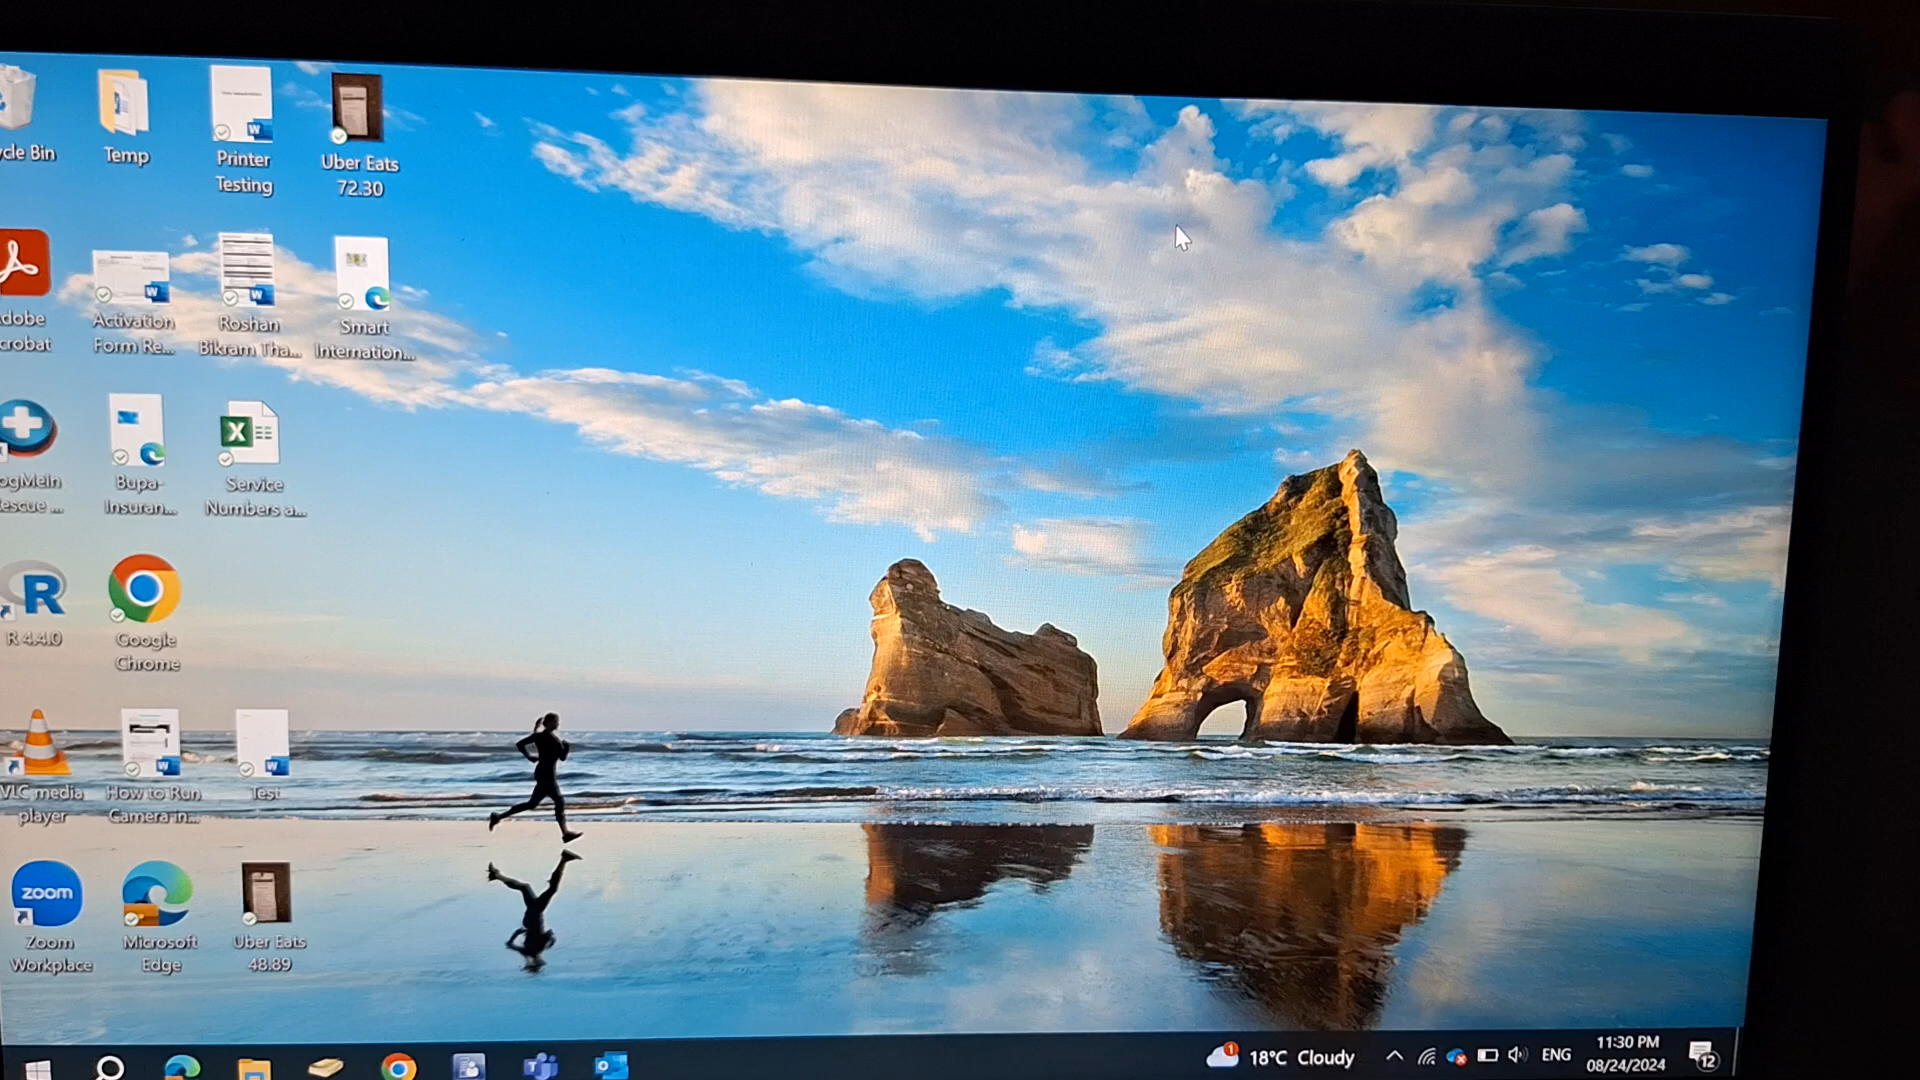 cle Bin
Temp
Printer
Testing
Uber Eats
72.30
dobe
crobat
Activation
Form Re...
Roshan
Bikram Tha...
Smart
Internation...
ogMeIn
escue ...
Bupa-
Insuran...
Service
Numbers a...
R 4.4.0
Google
Chrome
VLC media
player
How to Run
Camera in...
Test
zoom
Zoom
Workplace
Microsoft
Edge
Uber Eats
48.89
1
18°C Cloudy
ENG
11:30 PM
08/24/2024
12